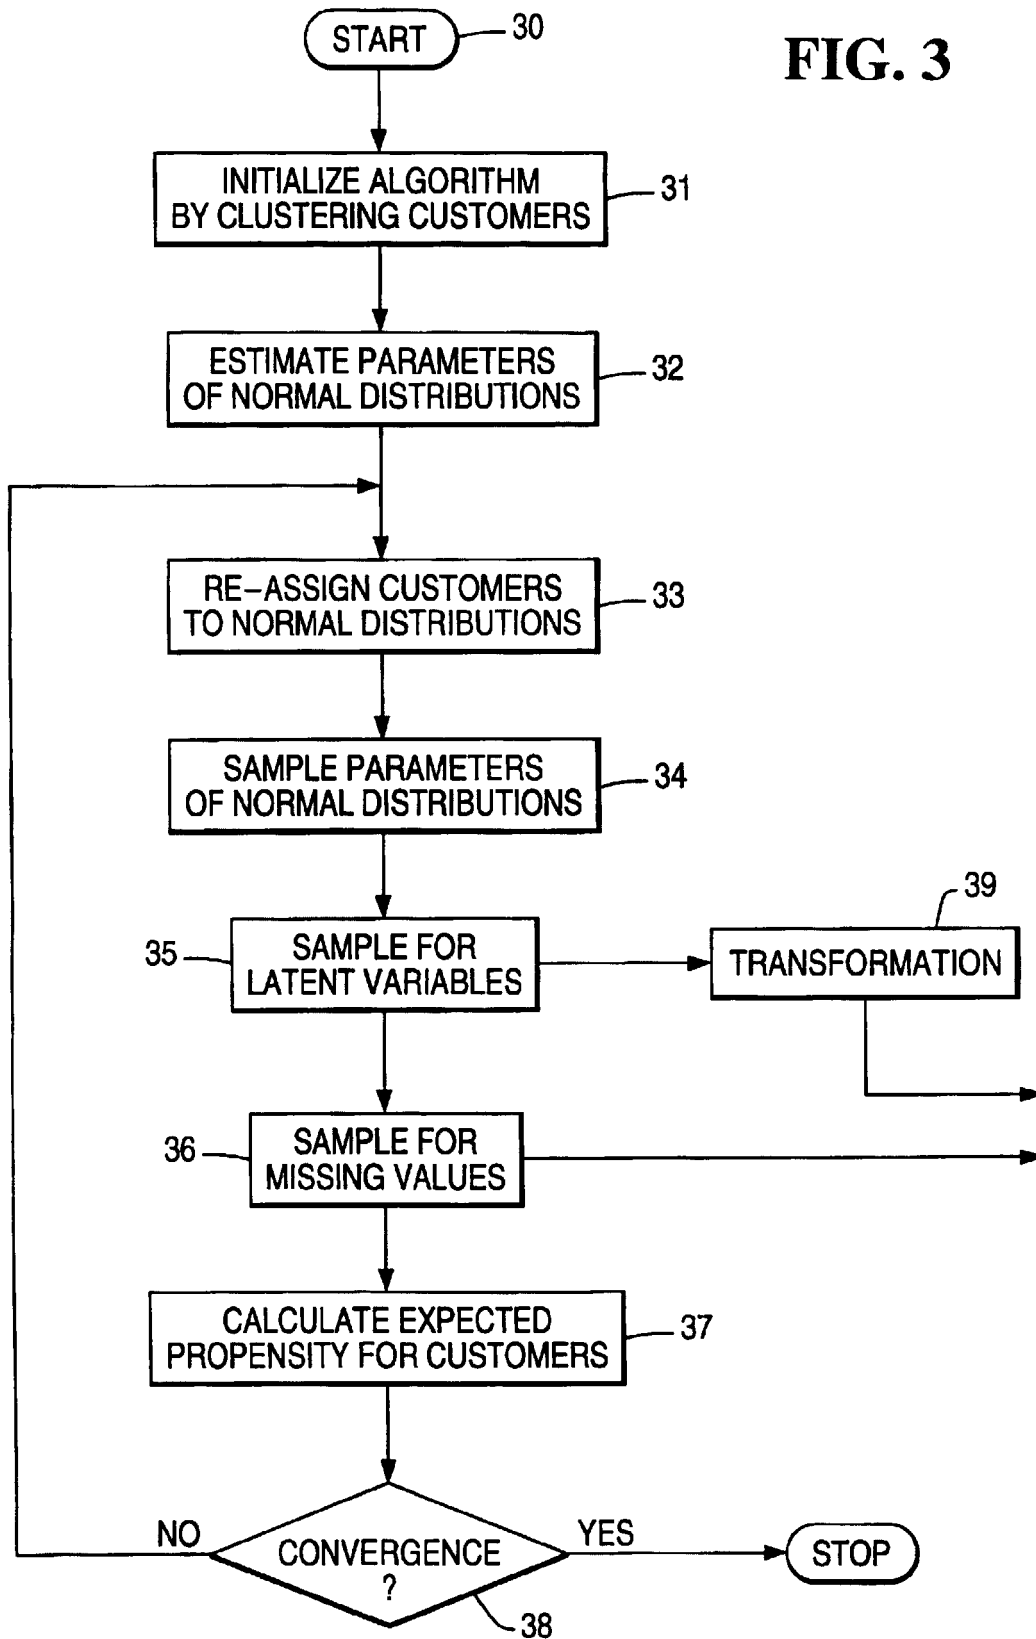 START
30
FIG. 3
INITIALIZE ALGORITHM
BY CLUSTERING CUSTOMERS
31
ESTIMATE PARAMETERS
OF NORMAL DISTRIBUTIONS
32
RE-ASSIGN CUSTOMERS
TO NORMAL DISTRIBUTIONS
33
SAMPLE PARAMETERS
OF NORMAL DISTRIBUTIONS
34
35
SAMPLE FOR
LATENT VARIABLES
39
TRANSFORMATION
36
SAMPLE FOR
MISSING VALUES
CALCULATE EXPECTED
PROPENSITY FOR CUSTOMERS
37
NO
CONVERGENCE
?
YES
STOP
38